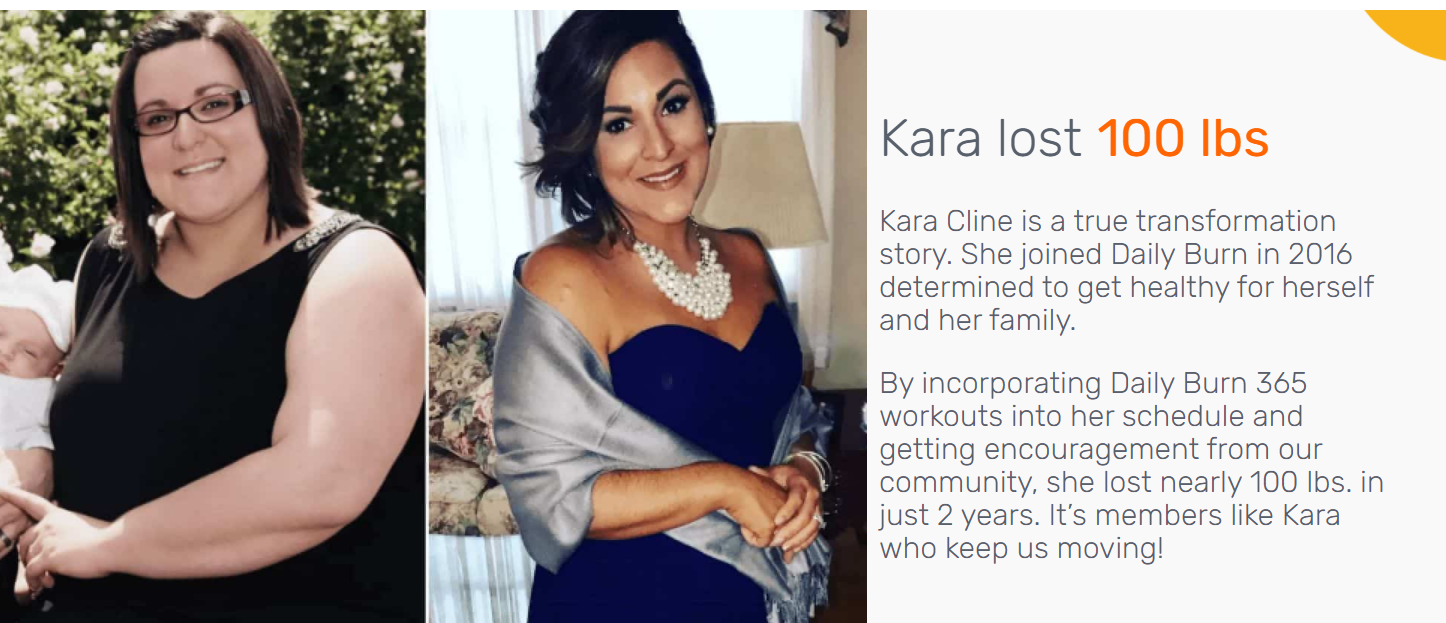 Kara lost 100 lbs
Kara Cline is a true transformation
story. She joined Daily Burn in 2016
determined to get healthy for herself
and her family.
By incorporating Daily Burn 365
workouts into her schedule and
getting encouragement from our
community, she lost nearly 100 lbs. in
just 2 years. It’s members like Kara
who keep us moving!